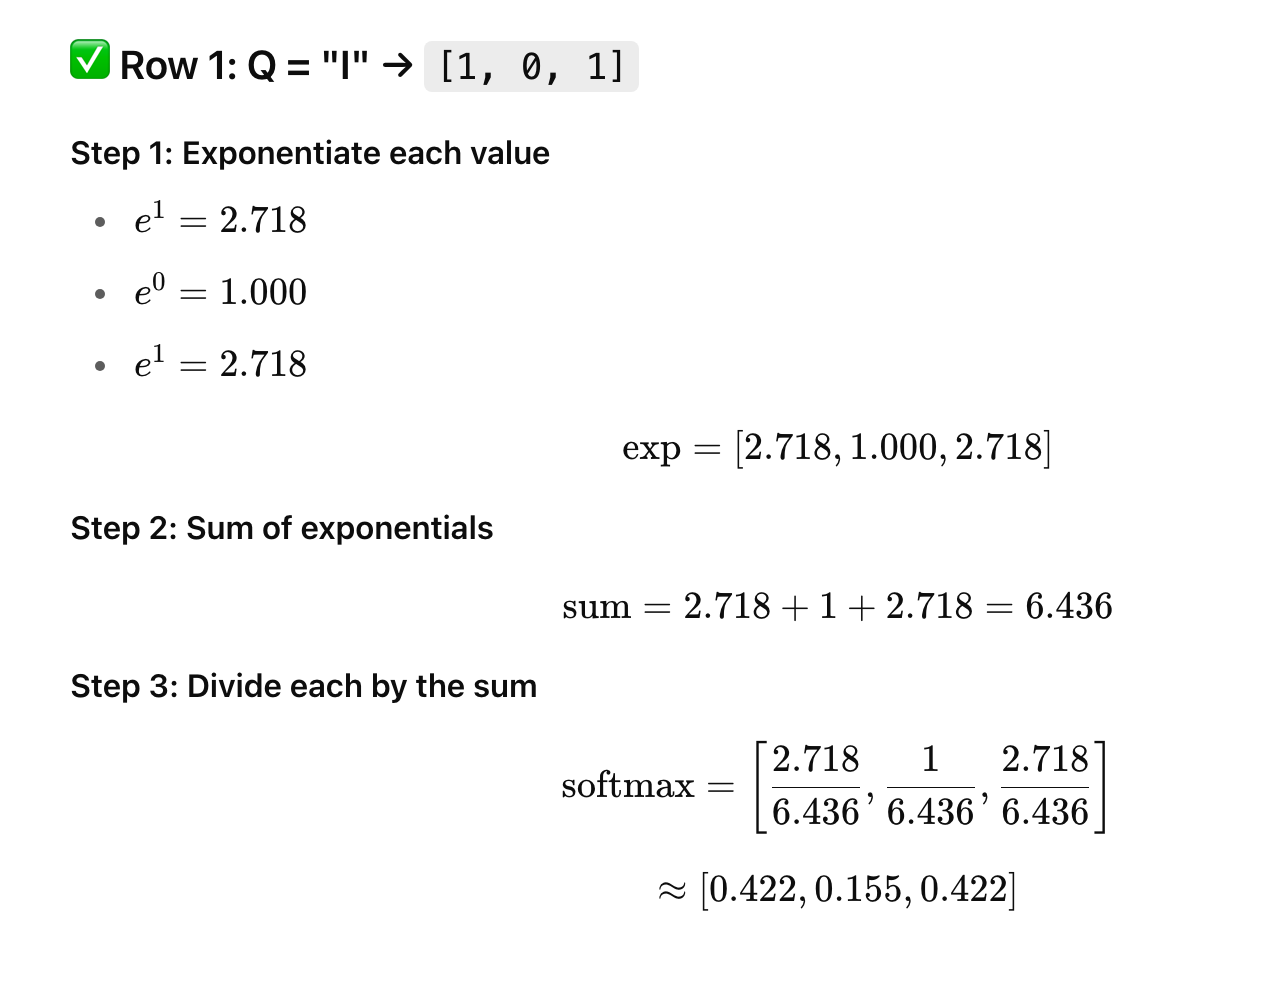 ✅ Row 1: Q = "I" → [1, 0, 1]
Step 1: Exponentiate each value
• e¹ = 2.718
• e⁰ = 1.000
• e¹ = 2.718
exp = [2.718, 1.000, 2.718]
Step 2: Sum of exponentials
sum = 2.718 + 1 + 2.718 = 6.436
Step 3: Divide each by the sum
softmax = [2.718/6.436, 1/6.436, 2.718/6.436]
≈ [0.422, 0.155, 0.422]